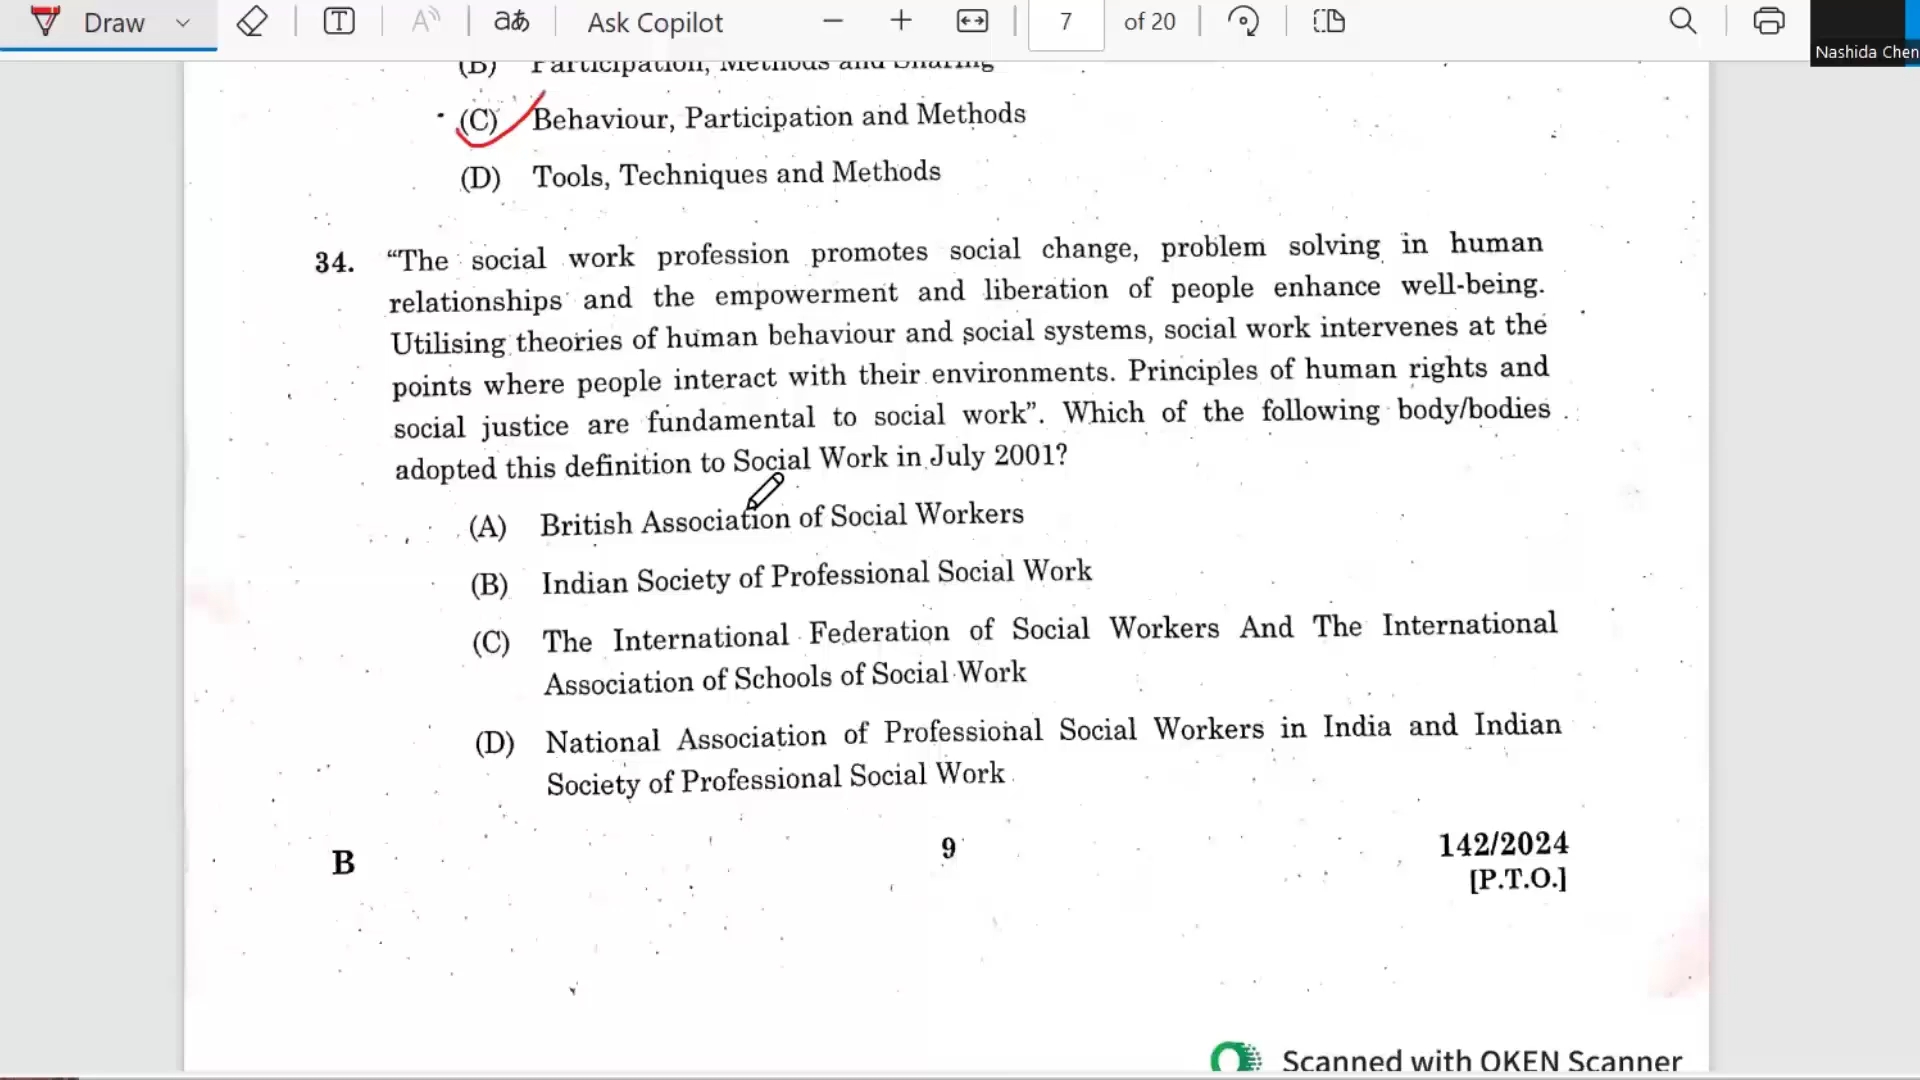 Draw
aあ
Ask Copilot
7 of 20
Nashida Chen
(B) Participation, Methods and Sharing
(C) Behaviour, Participation and Methods
(D) Tools, Techniques and Methods
34. “The social work profession promotes social change, problem solving in human
relationships and the empowerment and liberation of people enhance well-being.
Utilising theories of human behaviour and social systems, social work intervenes at the
points where people interact with their environments. Principles of human rights and
social justice are fundamental to social work”. Which of the following body/bodies
adopted this definition to Social Work in July 2001?
(A) British Association of Social Workers
(B) Indian Society of Professional Social Work
(C) The International Federation of Social Workers And The International
Association of Schools of Social Work
(D) National Association of Professional Social Workers in India and Indian
Society of Professional Social Work
B 9 142/2024
[P.T.O.]
Scanned with OKEN Scanner